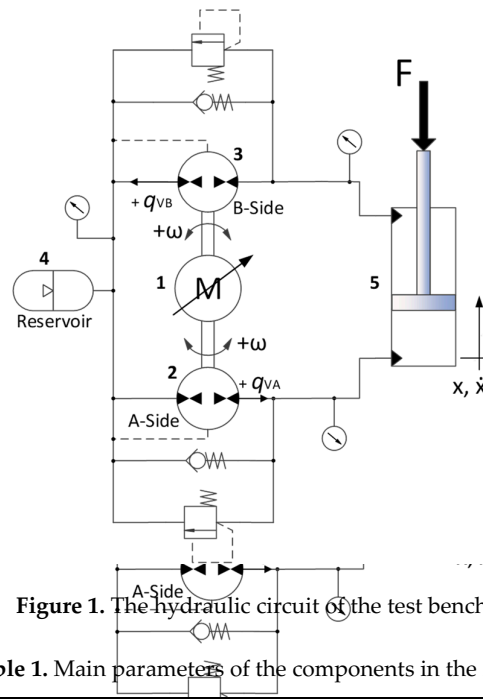 F
3
+ qVB
B-Side
+ω
4
1
M
5
Reservoir
+ω
2
+ qVA
x, ẋ
A-Side
A-Side
Figure 1. The hydraulic circuit of the test bench
ble 1. Main parameters of the components in the